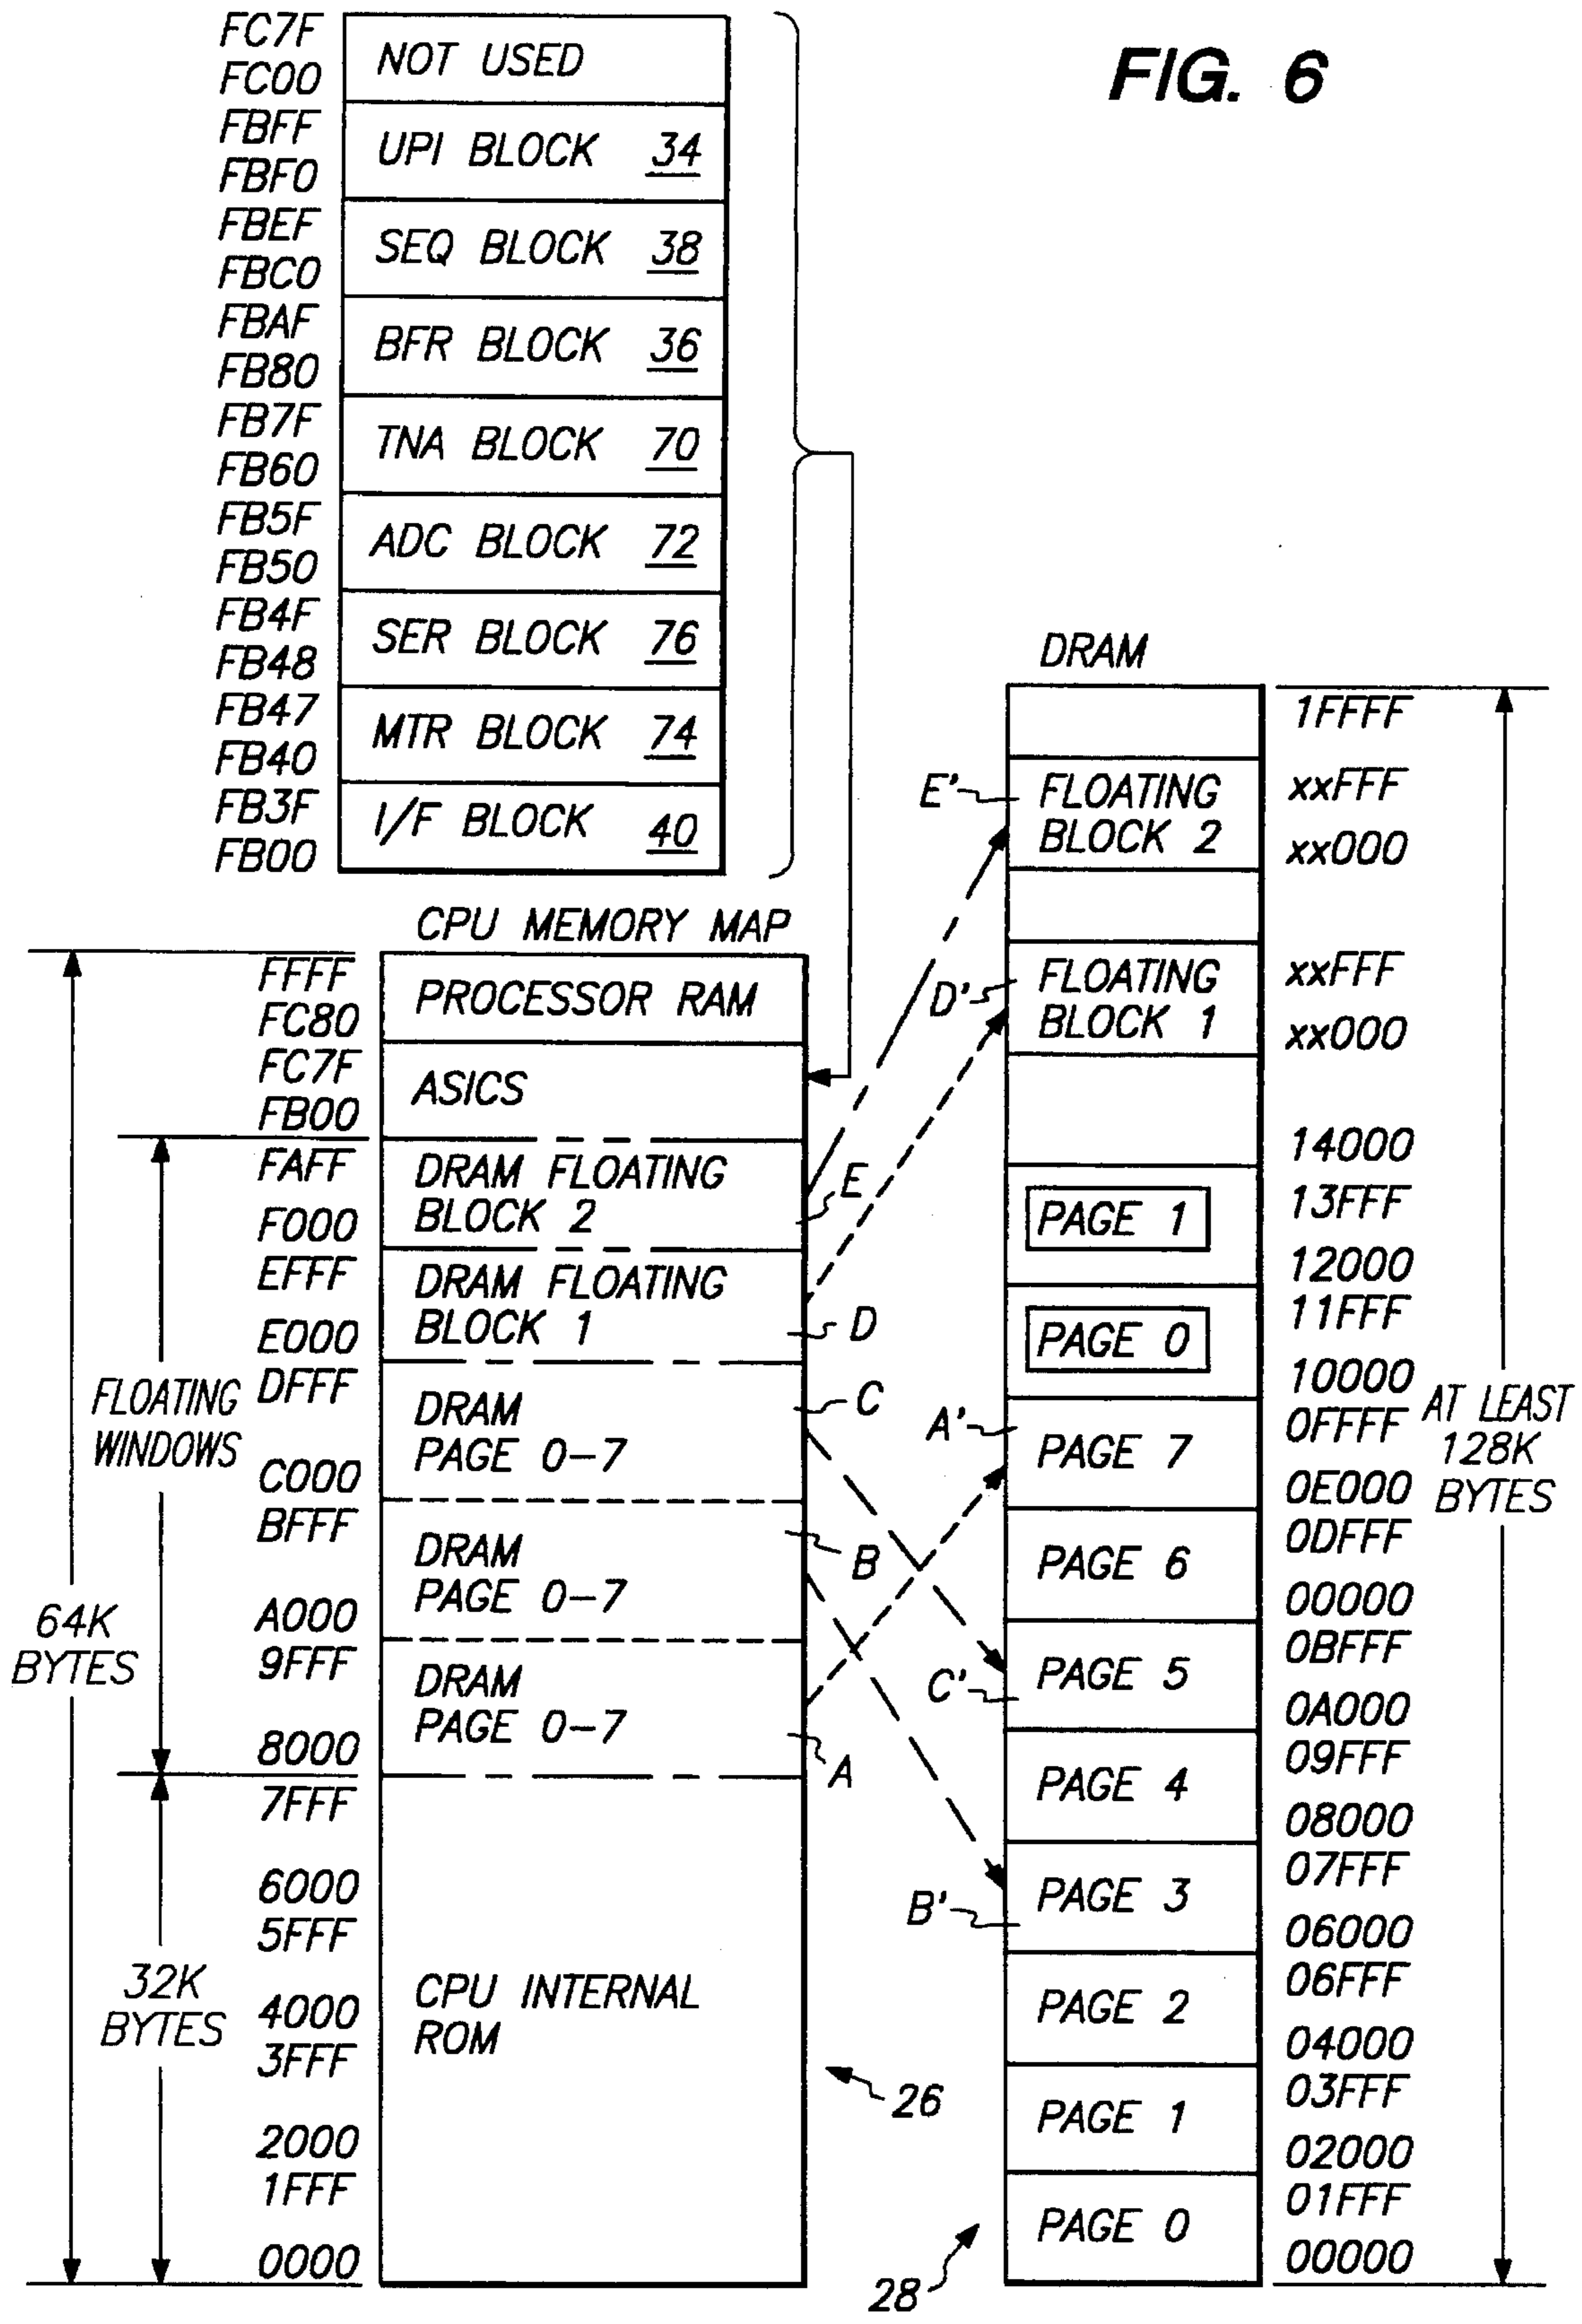 FIG. 6
FC7F
NOT USED
FC00
FBFF
UPI BLOCK 34
FBF0
FBEF
SEQ BLOCK 38
FBC0
FBAF
BFR BLOCK 36
FB80
FB7F
TNA BLOCK 70
FB60
FB5F
ADC BLOCK 72
FB50
FB4F
SER BLOCK 76
FB48
FB47
MTR BLOCK 74
FB40
FB3F
I/F BLOCK 40
FB00
CPU MEMORY MAP
FFFF
PROCESSOR RAM
FC80
FC7F
ASICS
FB00
FAFF
DRAM FLOATING
BLOCK 2
E
F000
EFFF
DRAM FLOATING
BLOCK 1
D
E000
DFFF
DRAM
PAGE 0-7
C
C000
BFFF
DRAM
PAGE 0-7
B
A000
9FFF
DRAM
PAGE 0-7
A
8000
7FFF
6000
5FFF
4000
3FFF
2000
1FFF
0000
CPU INTERNAL
ROM
26
FLOATING
WINDOWS
64K
BYTES
32K
BYTES
DRAM
1FFFF
E'
FLOATING
BLOCK 2
xxFFF
xx000
D'
FLOATING
BLOCK 1
xxFFF
xx000
14000
PAGE 1
13FFF
12000
PAGE 0
11FFF
10000
A'
PAGE 7
0FFFF
0E000
PAGE 6
0DFFF
00000
C'
PAGE 5
0BFFF
0A000
PAGE 4
09FFF
08000
B'
PAGE 3
07FFF
06000
PAGE 2
06FFF
04000
PAGE 1
03FFF
02000
PAGE 0
01FFF
00000
28
AT LEAST
128K
BYTES